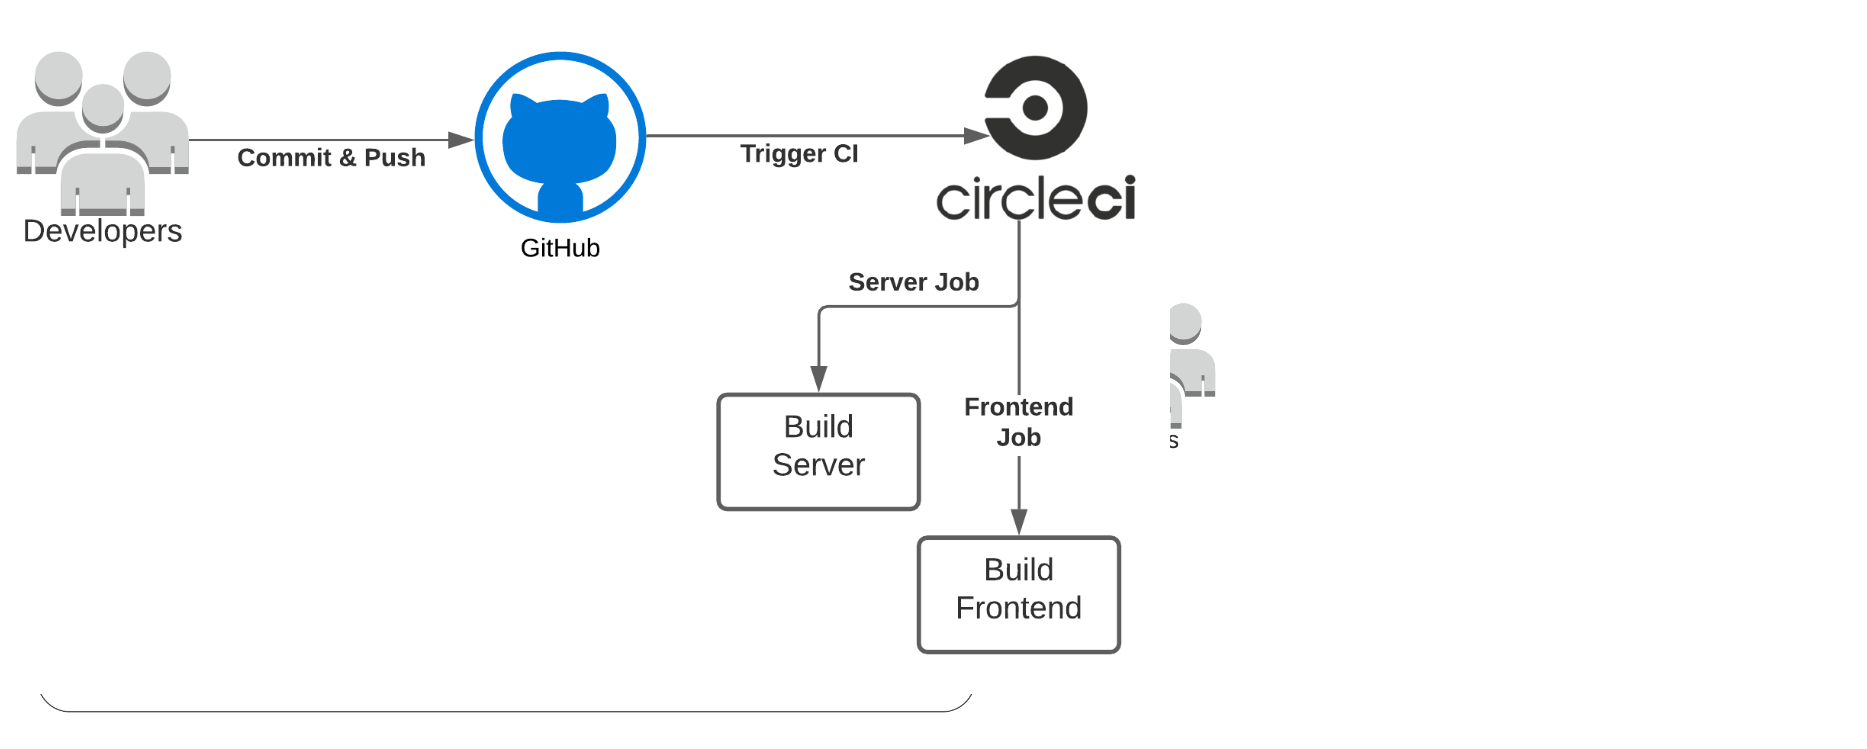 Commit & Push
Trigger CI
circleci
Developers
GitHub
Server Job
Frontend
Job
Build
Server
s
Build
Frontend